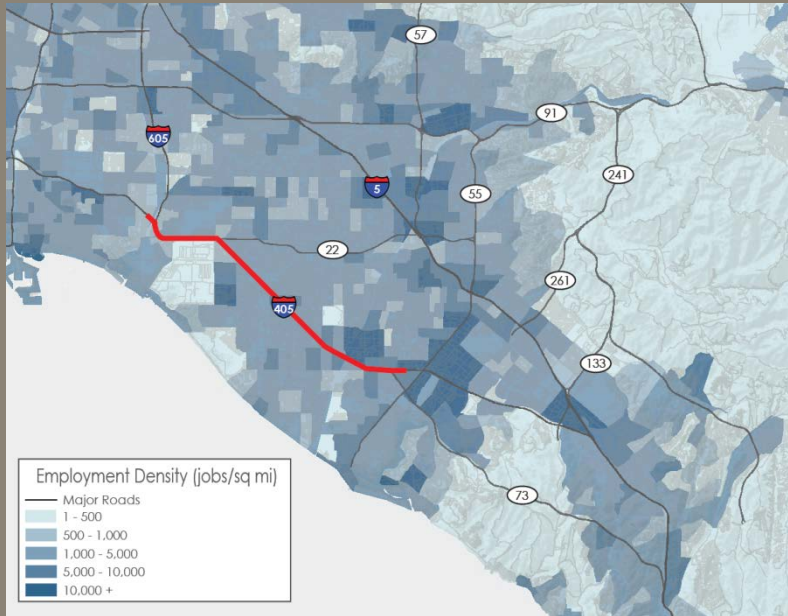 57
91
605
5
55
241
22
261
405
133
73
Employment Density (jobs/sq mi)
Major Roads
1 - 500
500 - 1,000
1,000 - 5,000
5,000 - 10,000
10,000 +